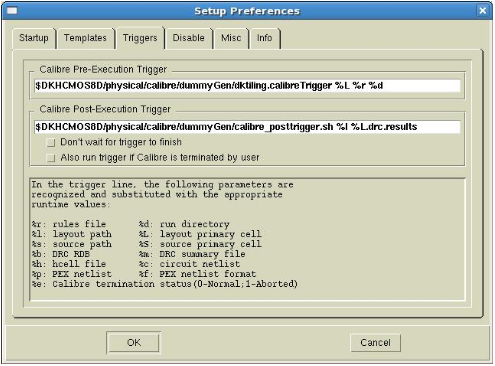 Setup Preferences
Startup Templates Triggers Disable Misc Info
Calibre Pre-Execution Trigger
$DKHCMOS8D/physical/calibre/dummyGen/dktiling.calibreTrigger %L %r %d
Calibre Post-Execution Trigger
$DKHCMOS8D/physical/calibre/dummyGen/calibre_posttrigger.sh %l %L.drc.results
Don't wait for trigger to finish
Also run trigger if Calibre is terminated by user
In the trigger line, the following parameters are
recognized and substituted with the appropriate
runtime values:
%r: rules file %d: run directory
%l: layout path %L: layout primary cell
%s: source path %S: source primary cell
%b: DRC RDB %m: DRC summary file
%h: hcell file %c: circuit netlist
%p: PEX netlist %f: PEX netlist format
%e: Calibre termination status(0-Normal;1-Aborted)
OK Cancel